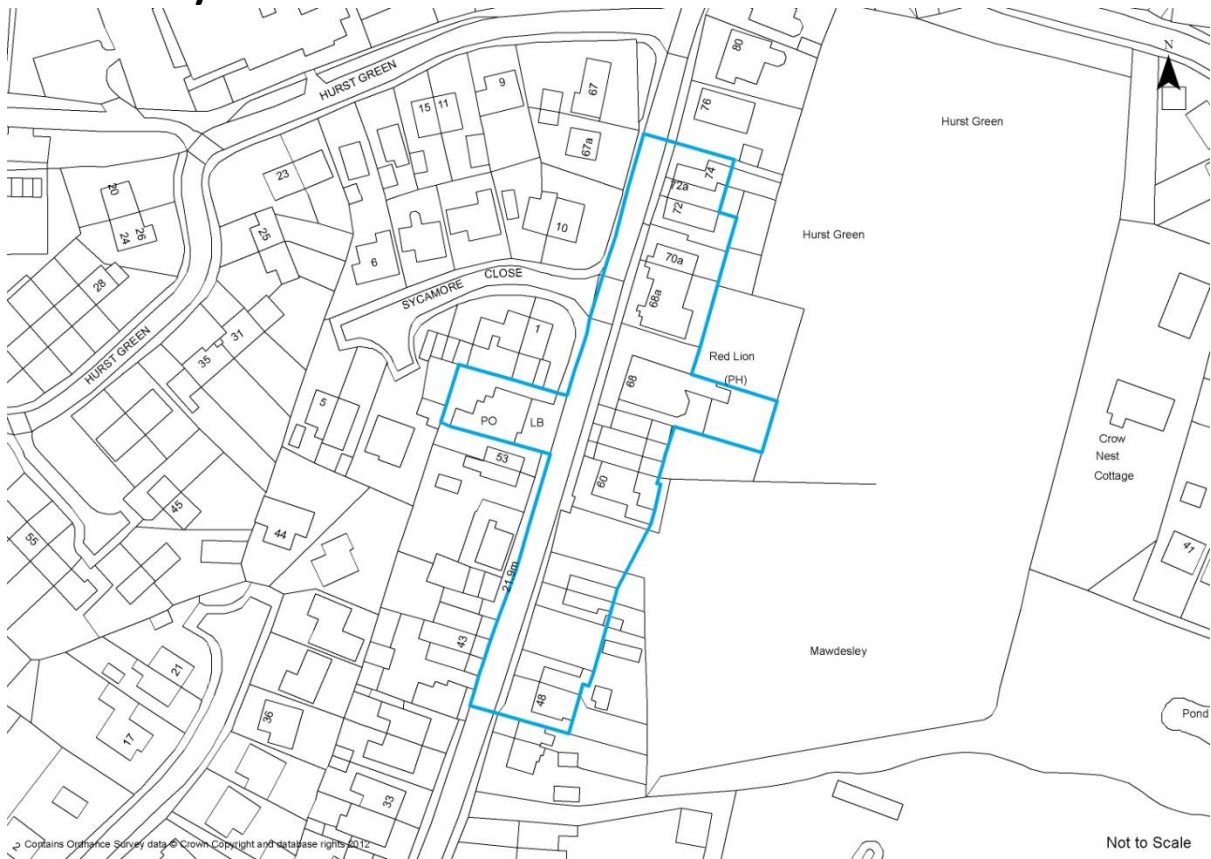 HURST GREEN
80
N
67
9
15
11
76
Hurst Green
67a
23
74
72a
20
72
10
25
Hurst Green
24
26
6
70a
CLOSE
SYCAMORE
28
68a
HURST GREEN
1
31
Red Lion
35
(PH)
68
5
PO
LB
Crow
Nest
Cottage
53
60
45
44
55
41
21.9m
43
Mawdesley
21
48
36
Pond
17
33
Contains Ordnance Survey data © Crown Copyright and database rights 2012
Not to Scale